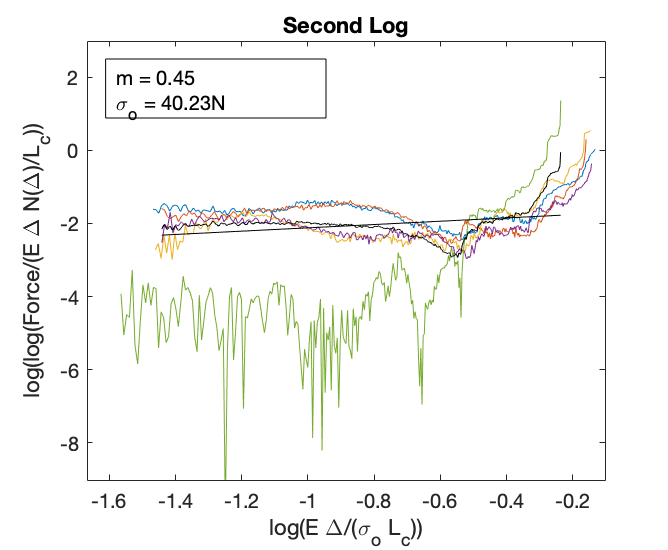 Second Log
m = 0.45
σo = 40.23N
log(log(Force/(E Δ N(Δ)/Lc))
2
0
-2
-4
-6
-8
-1.6 -1.4 -1.2 -1 -0.8 -0.6 -0.4 -0.2
log(E Δ/(σo Lc))